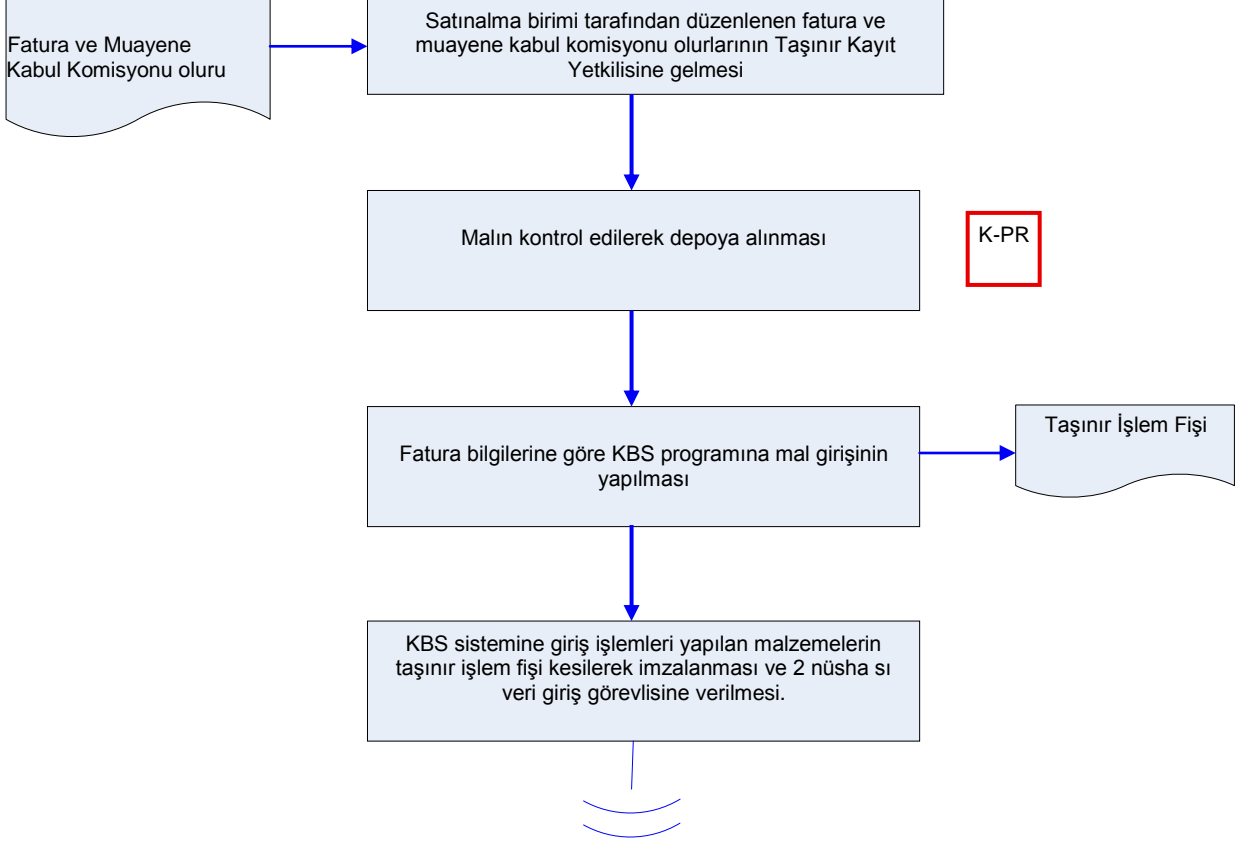 Fatura ve Muayene
Kabul Komisyonu oluru
Satınalma birimi tarafından düzenlenen fatura ve
muayene kabul komisyonu olurlarının Taşınır Kayıt
Yetkilisine gelmesi
Malın kontrol edilerek depoya alınması
K-PR
Fatura bilgilerine göre KBS programına mal girişinin
yapılması
Taşınır İşlem Fişi
KBS sistemine giriş işlemleri yapılan malzemelerin
taşınır işlem fişi kesilerek imzalanması ve 2 nüsha sı
veri giriş görevlisine verilmesi.